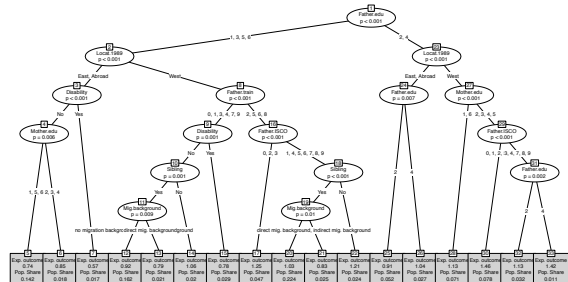 1
Father.edu
p < 0.001
1, 3, 5, 6
2, 4
2
Locat.1989
p < 0.001
Locat.1989
p < 0.001
East, Abroad
West
East, Abroad
West
3
Disability
p < 0.001
8
Father.train
p < 0.001
24
Father.edu
p = 0.007
27
Mother.edu
p < 0.001
No
Yes
0, 1, 3, 4, 7, 9
2, 5, 6, 8
1, 6
2, 3, 4, 5
4
Mother.edu
p = 0.006
9
Disability
p = 0.001
Father.ISCO
p < 0.001
Father.ISCO
p < 0.001
No
Yes
0, 2, 3
1, 4, 5, 6, 7, 8, 9
0, 1, 2, 3, 4, 7, 8, 9
Sibling
p = 0.001
Sibling
p < 0.001
Father.edu
p = 0.002
1, 5, 6
2, 3, 4
Yes
No
Yes
No
2
4
2
4
Mig.background
p = 0.009
Mig.background
p = 0.01
no migration background
direct mig. background
direct mig. background, indirect mig. background
Exp. outcome
0.74
Pop. Share
0.142
Exp. outcome
0.85
Pop. Share
0.018
Exp. outcome
0.57
Pop. Share
0.017
Exp. outcome
0.92
Pop. Share
0.162
Exp. outcome
0.79
Pop. Share
0.021
Exp. outcome
1.06
Pop. Share
0.02
Exp. outcome
0.78
Pop. Share
0.029
Exp. outcome
1.25
Pop. Share
0.047
Exp. outcome
1.03
Pop. Share
0.224
Exp. outcome
0.83
Pop. Share
0.025
Exp. outcome
1.21
Pop. Share
0.024
Exp. outcome
0.91
Pop. Share
0.052
Exp. outcome
1.04
Pop. Share
0.027
Exp. outcome
1.13
Pop. Share
0.071
Exp. outcome
1.46
Pop. Share
0.078
Exp. outcome
1.13
Pop. Share
0.032
Exp. outcome
1.42
Pop. Share
0.011